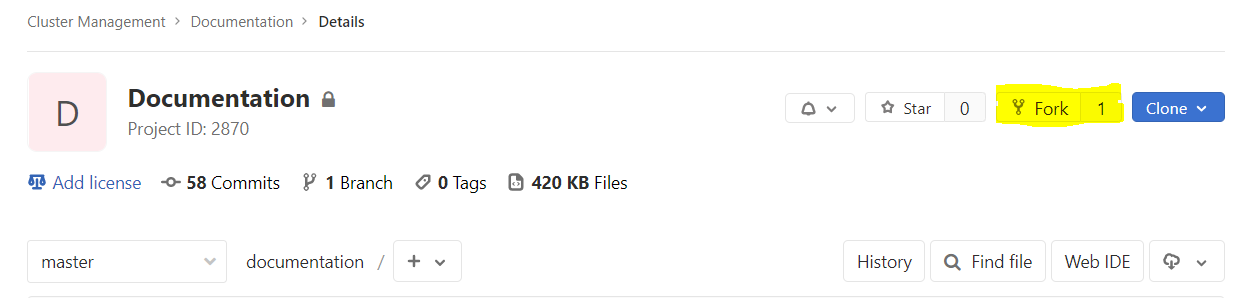 Cluster Management > Documentation > Details
D
Documentation
Project ID: 2870
Star 0 Fork 1 Clone
Add license 58 Commits 1 Branch 0 Tags 420 KB Files
master documentation / + History Find file Web IDE